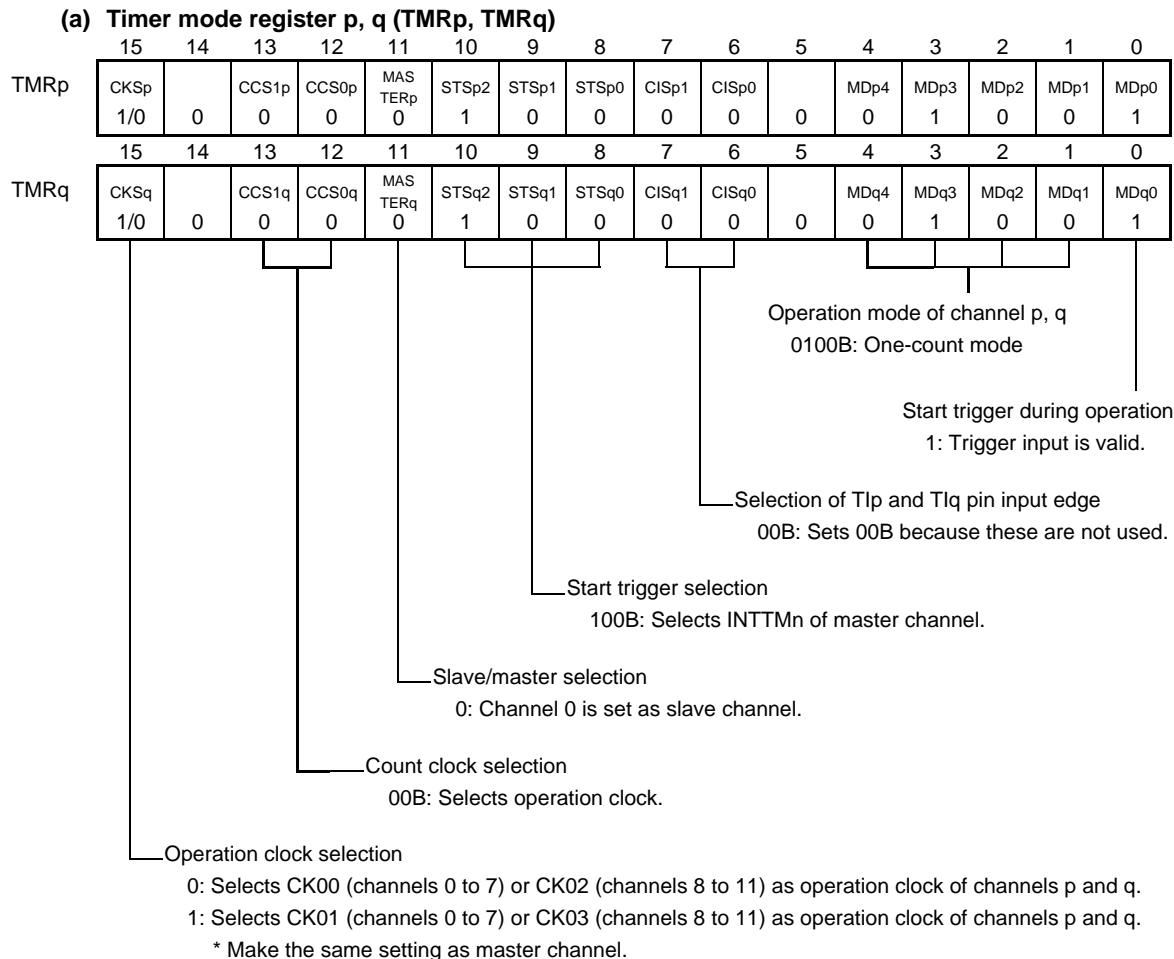 (a) Timer mode register p, q (TMRp, TMRq)
15 14 13 12 11 10 9 8 7 6 5 4 3 2 1 0
TMRp
CKSp CCS1p CCS0p MAS TERp STSp2 STSp1 STSp0 CISp1 CISp0 MDp4 MDp3 MDp2 MDp1 MDp0
1/0 0 0 0 0 1 0 0 0 0 0 0 1 0 0 1
15 14 13 12 11 10 9 8 7 6 5 4 3 2 1 0
TMRq
CKSq CCS1q CCS0q MAS TERq STSq2 STSq1 STSq0 CISq1 CISq0 MDq4 MDq3 MDq2 MDq1 MDq0
1/0 0 0 0 0 1 0 0 0 0 0 0 1 0 0 1
Operation mode of channel p, q
0100B: One-count mode
Start trigger during operation
1: Trigger input is valid.
Selection of TIp and TIq pin input edge
00B: Sets 00B because these are not used.
Start trigger selection
100B: Selects INTTMn of master channel.
Slave/master selection
0: Channel 0 is set as slave channel.
Count clock selection
00B: Selects operation clock.
Operation clock selection
0: Selects CK00 (channels 0 to 7) or CK02 (channels 8 to 11) as operation clock of channels p and q.
1: Selects CK01 (channels 0 to 7) or CK03 (channels 8 to 11) as operation clock of channels p and q.
* Make the same setting as master channel.